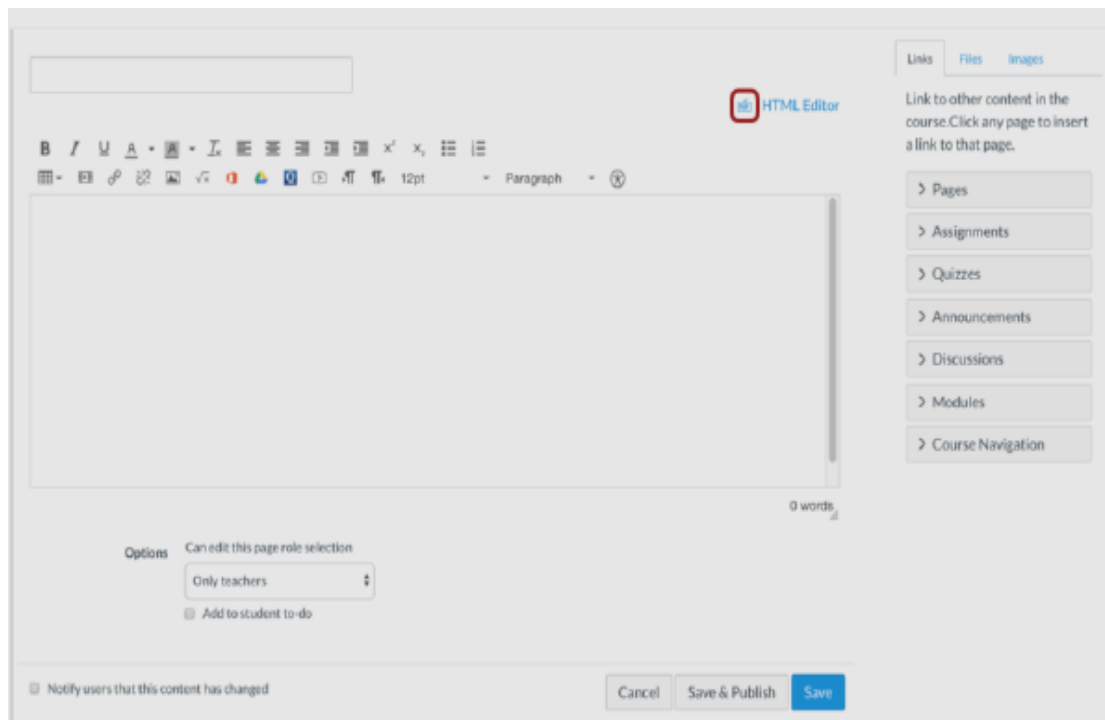 HTML Editor
12pt Paragraph
0 words
Options Can edit this page role selection
Only teachers
Add to student to-do
Notify users that this content has changed
Cancel Save & Publish Save
Links Files Images
Link to other content in the
course.Click any page to insert
a link to that page.
Pages
Assignments
Quizzes
Announcements
Discussions
Modules
Course Navigation